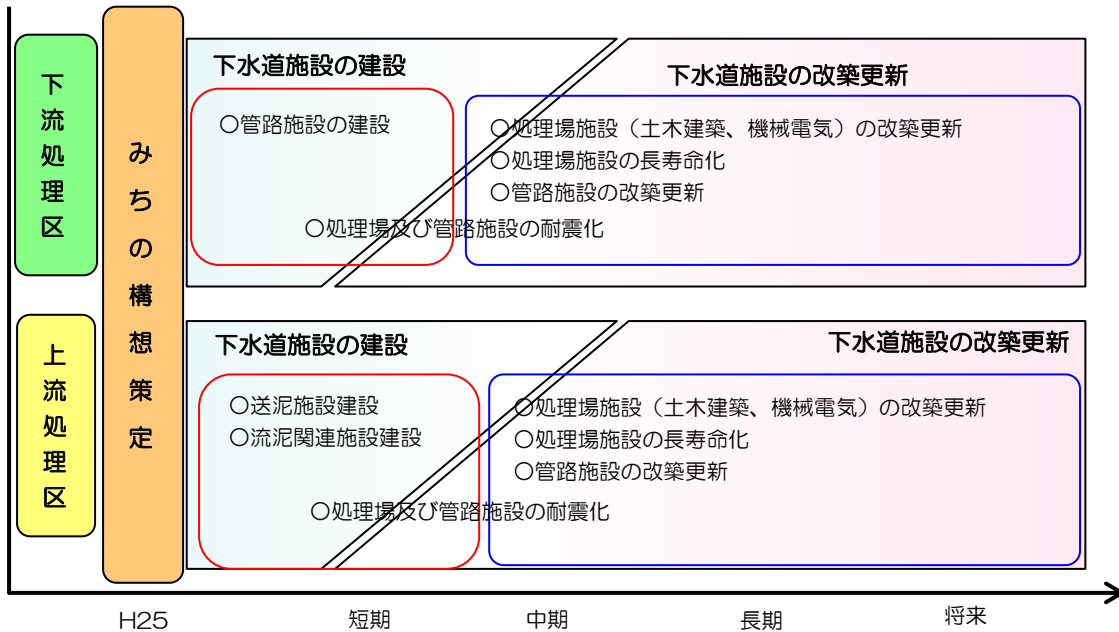 下流処理区
みちの構想策定
下水道施設の建設
○管路施設の建設
下水道施設の改築更新
○処理場施設（土木建築、機械電気）の改築更新
○処理場施設の長寿命化
○管路施設の改築更新
○処理場及び管路施設の耐震化
上流処理区
下水道施設の建設
○送泥施設建設
○流泥関連施設建設
下水道施設の改築更新
○処理場施設（土木建築、機械電気）の改築更新
○処理場施設の長寿命化
○管路施設の改築更新
○処理場及び管路施設の耐震化
H25
短期
中期
長期
将来